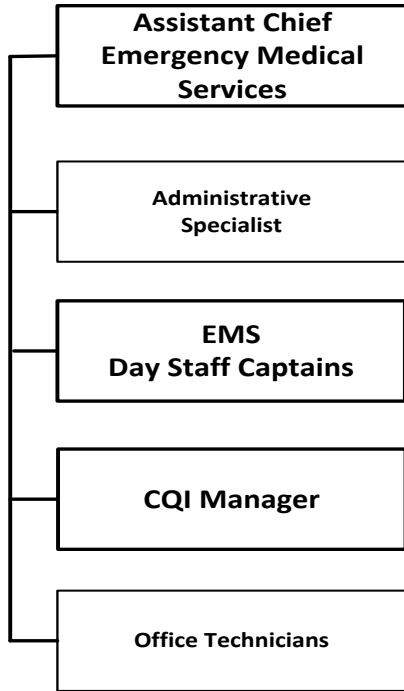 Assistant Chief
Emergency Medical
Services
Administrative
Specialist
EMS
Day Staff Captains
CQI Manager
Office Technicians